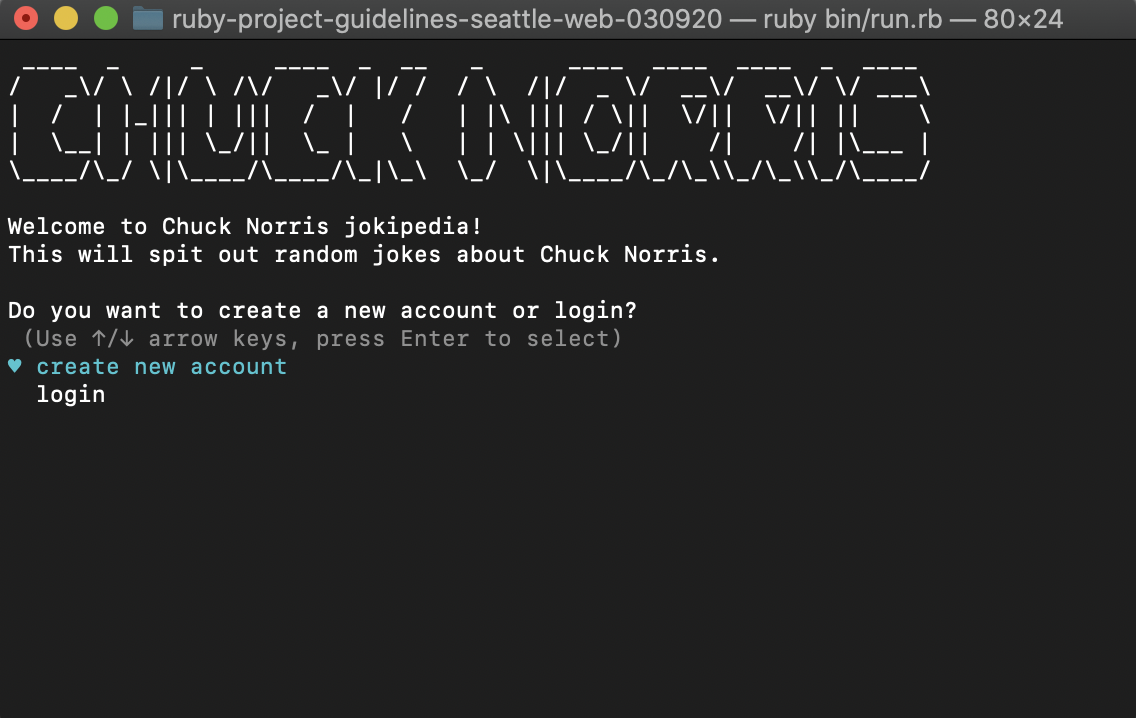 ruby-project-guidelines-seattle-web-030920 — ruby bin/run.rb — 80×24
CHUCK NORRIS
Welcome to Chuck Norris jokipedia!
This will spit out random jokes about Chuck Norris.
Do you want to create a new account or login?
(Use ↑/↓ arrow keys, press Enter to select)
♥ create new account
login